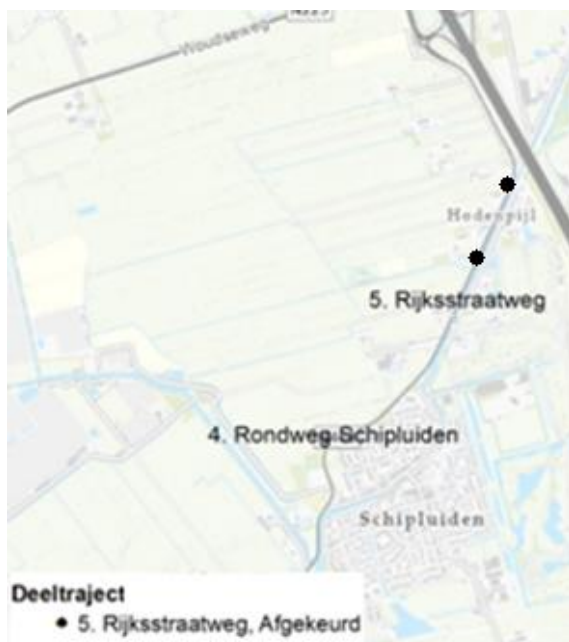 Woudseweg
Hodenpijl
5. Rijksstraatweg
4. Rondweg Schipluiden
Schipluiden
Deeltraject
5. Rijksstraatweg, Afgekeurd